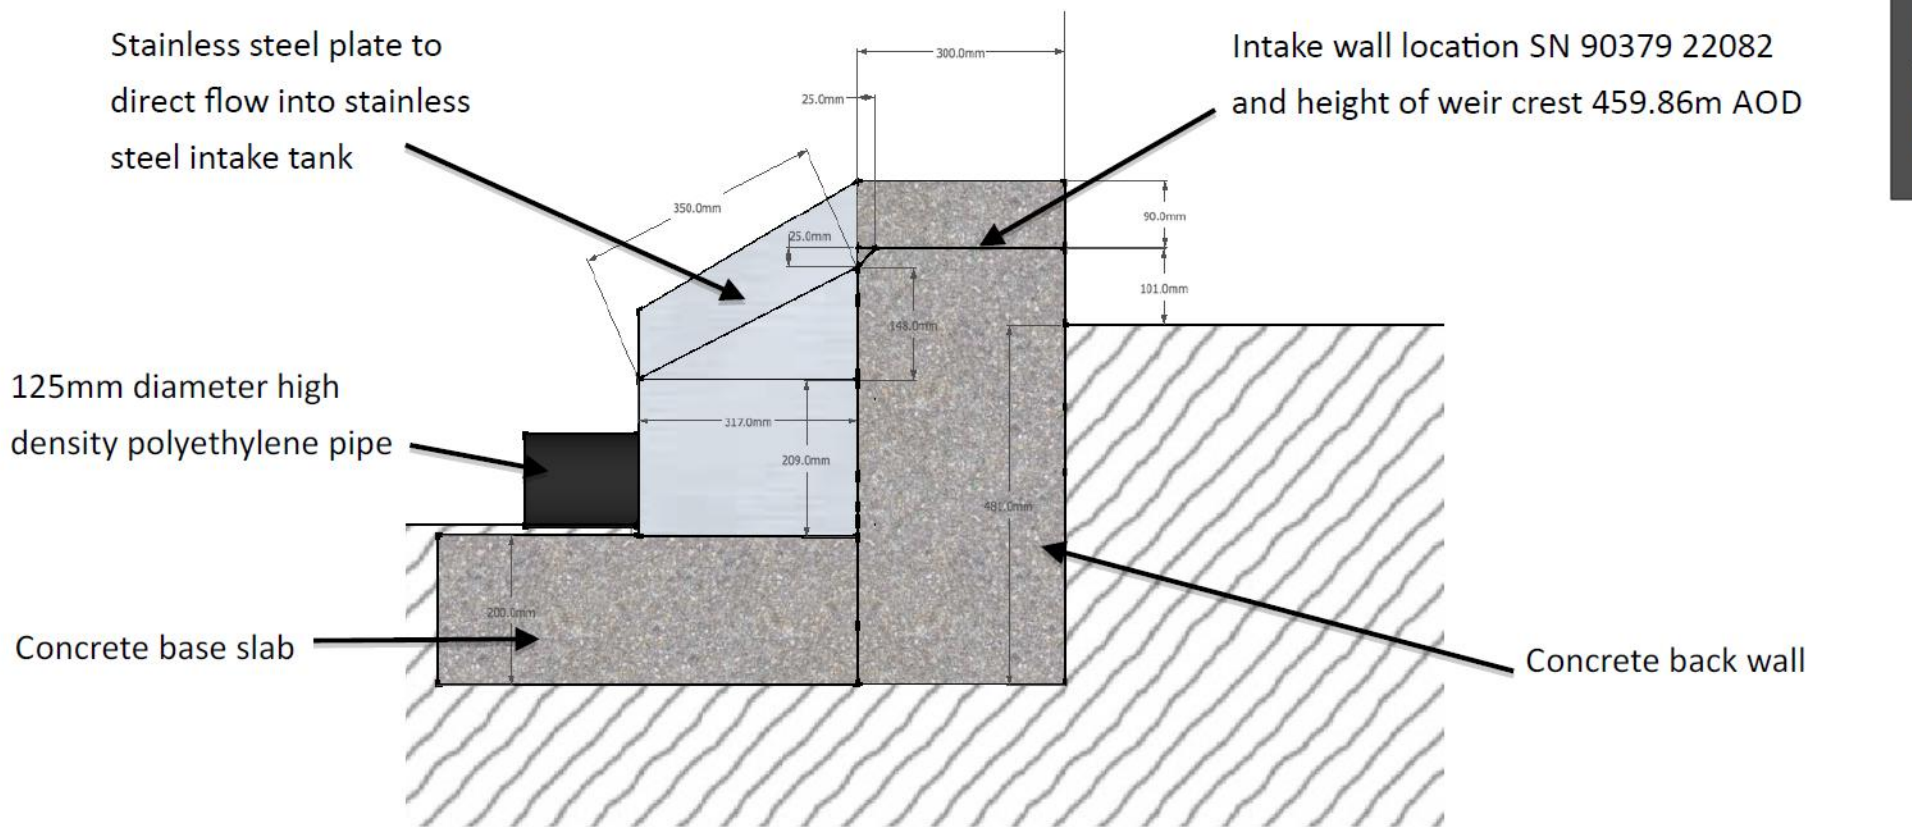 Stainless steel plate to
direct flow into stainless
steel intake tank
300.0mm
25.0mm
Intake wall location SN 90379 22082
and height of weir crest 459.86m AOD
350.0mm
25.0mm
90.0mm
101.0mm
148.0mm
125mm diameter high
density polyethylene pipe
317.0mm
209.0mm
481.0mm
200.0mm
Concrete base slab
Concrete back wall